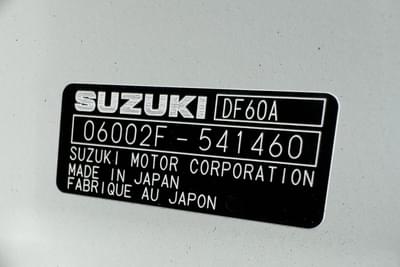 SUZUKI DF60A
06002F-541460
SUZUKI MOTOR CORPORATION
MADE IN JAPAN
FABRIQUE AU JAPON